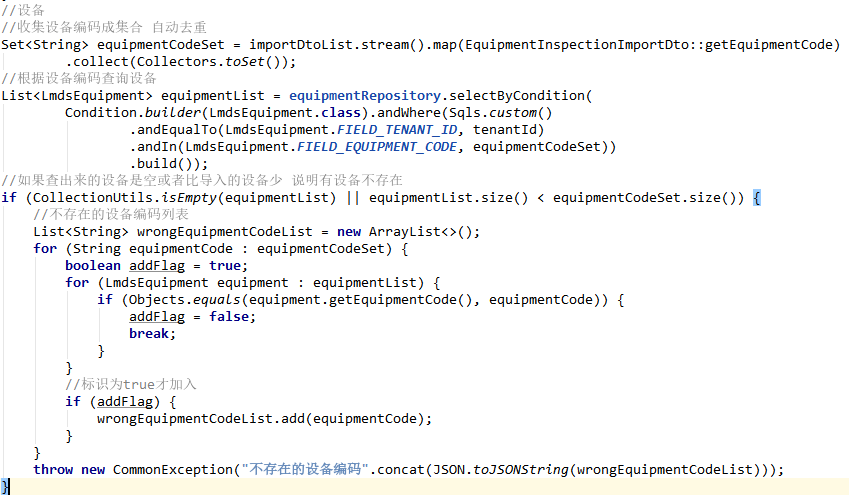 //设备
//收集设备编码成集合 自动去重
Set<String> equipmentCodeSet = importDtoList.stream().map(EquipmentInspectionImportDto::getEquipmentCode)
        .collect(Collectors.toSet());
//根据设备编码查询设备
List<LmdsEquipment> equipmentList = equipmentRepository.selectByCondition(
        Condition.builder(LmdsEquipment.class).andWhere(Sqls.custom()
                .andEqualTo(LmdsEquipment.FIELD_TENANT_ID, tenantId)
                .andIn(LmdsEquipment.FIELD_EQUIPMENT_CODE, equipmentCodeSet))
                .build());
//如果查出来的设备是空或者比导入的设备少 说明有设备不存在
if (CollectionUtils.isEmpty(equipmentList) || equipmentList.size() < equipmentCodeSet.size()) {
    //不存在的设备编码列表
    List<String> wrongEquipmentCodeList = new ArrayList<>();
    for (String equipmentCode : equipmentCodeSet) {
        boolean addFlag = true;
        for (LmdsEquipment equipment : equipmentList) {
            if (Objects.equals(equipment.getEquipmentCode(), equipmentCode)) {
                addFlag = false;
                break;
            }
        }
        //标识为true才加入
        if (addFlag) {
            wrongEquipmentCodeList.add(equipmentCode);
        }
    }
    throw new CommonException("不存在的设备编码".concat(JSON.toJSONString(wrongEquipmentCodeList)));
}